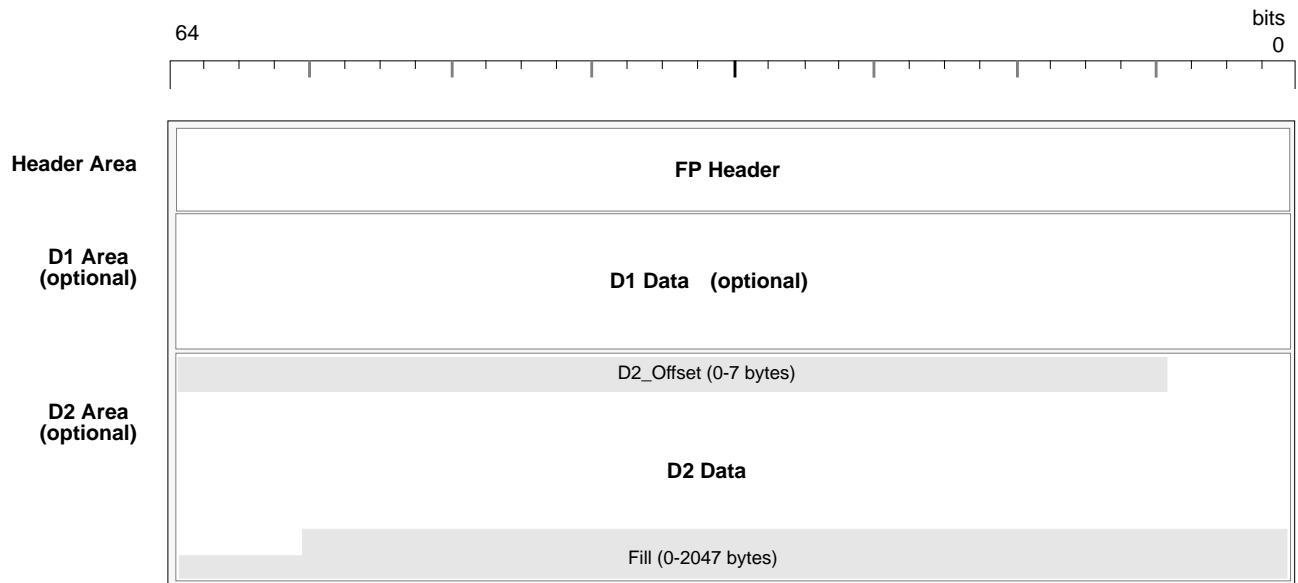 bits
64
0
Header Area
FP Header
D1 Area
(optional)
D1 Data (optional)
D2_Offset (0-7 bytes)
D2 Area
(optional)
D2 Data
Fill (0-2047 bytes)